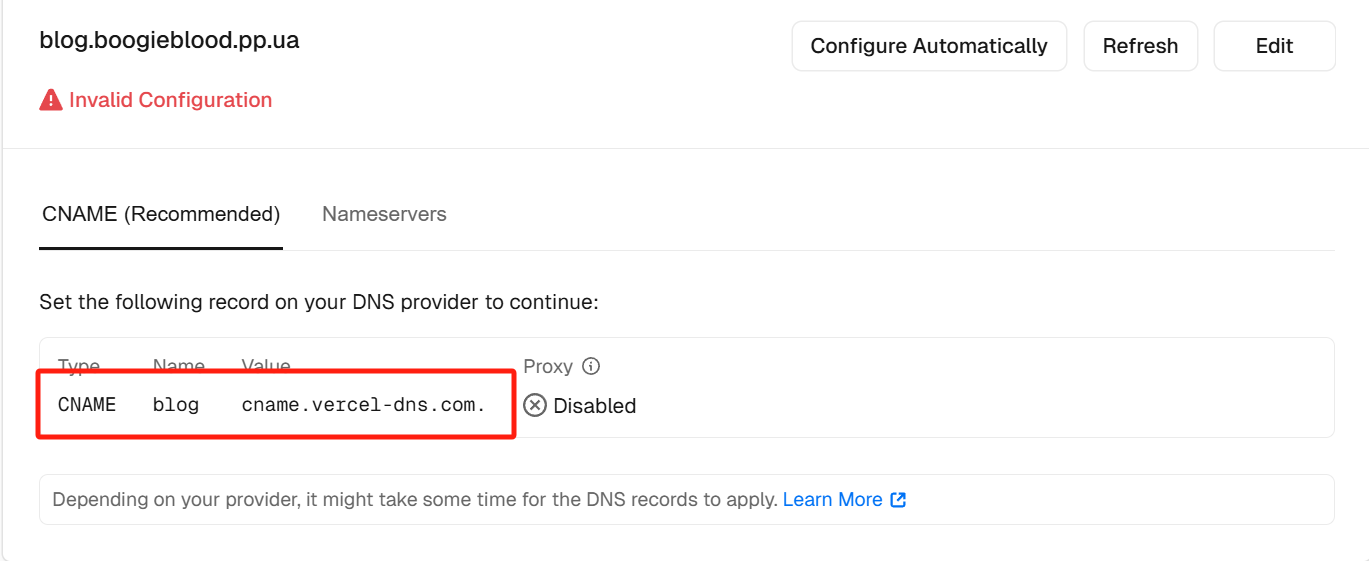 blog.boogieblood.pp.ua
Configure Automatically
Refresh
Edit
Invalid Configuration
CNAME (Recommended)
Nameservers
Set the following record on your DNS provider to continue:
Type Name Value Proxy
CNAME blog cname.vercel-dns.com. Disabled
Depending on your provider, it might take some time for the DNS records to apply. Learn More